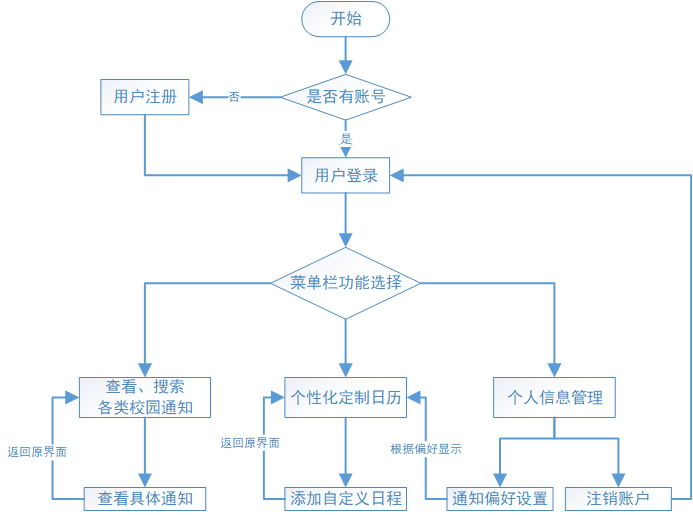 开始
是否有账号
否
用户注册
是
用户登录
菜单栏功能选择
查看、搜索
各类校园通知
个性化定制日历
个人信息管理
返回原界面
返回原界面
根据偏好显示
查看具体通知
添加自定义日程
通知偏好设置
注销账户